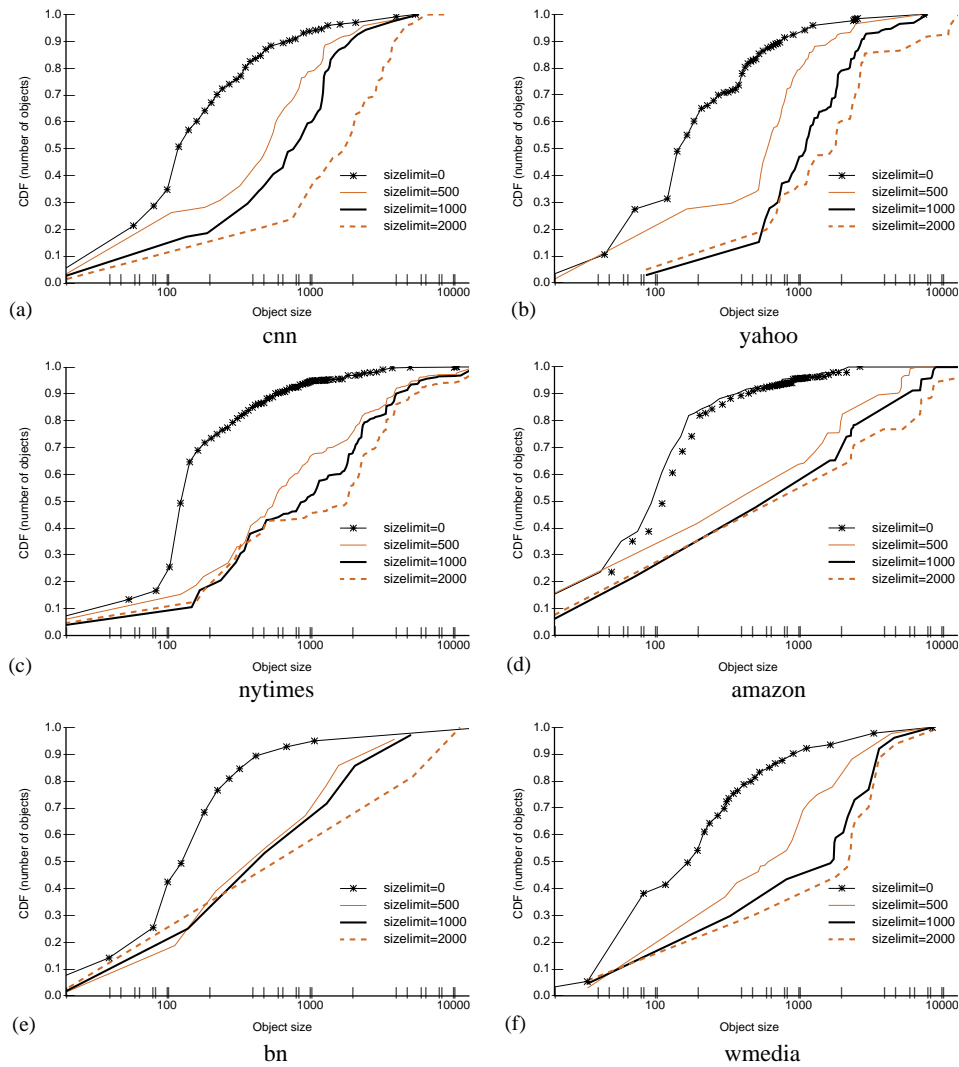 1.0
0.9
0.8
0.7
0.6
0.5
0.4
0.3
0.2
0.1
0.0
CDF (number of objects)
sizelimit=0
sizelimit=500
sizelimit=1000
sizelimit=2000
100 1000 10000
Object size
(a)
cnn
1.0
0.9
0.8
0.7
0.6
0.5
0.4
0.3
0.2
0.1
0.0
CDF (number of objects)
sizelimit=0
sizelimit=500
sizelimit=1000
sizelimit=2000
100 1000 10000
Object size
(b)
yahoo
1.0
0.9
0.8
0.7
0.6
0.5
0.4
0.3
0.2
0.1
0.0
CDF (number of objects)
sizelimit=0
sizelimit=500
sizelimit=1000
sizelimit=2000
100 1000 10000
Object size
(c)
nytimes
1.0
0.9
0.8
0.7
0.6
0.5
0.4
0.3
0.2
0.1
0.0
CDF (number of objects)
sizelimit=0
sizelimit=500
sizelimit=1000
sizelimit=2000
100 1000 10000
Object size
(d)
amazon
1.0
0.9
0.8
0.7
0.6
0.5
0.4
0.3
0.2
0.1
0.0
CDF (number of objects)
sizelimit=0
sizelimit=500
sizelimit=1000
sizelimit=2000
100 1000 10000
Object size
(e)
bn
1.0
0.9
0.8
0.7
0.6
0.5
0.4
0.3
0.2
0.1
0.0
CDF (number of objects)
sizelimit=0
sizelimit=500
sizelimit=1000
sizelimit=2000
100 1000 10000
Object size
(f)
wmedia